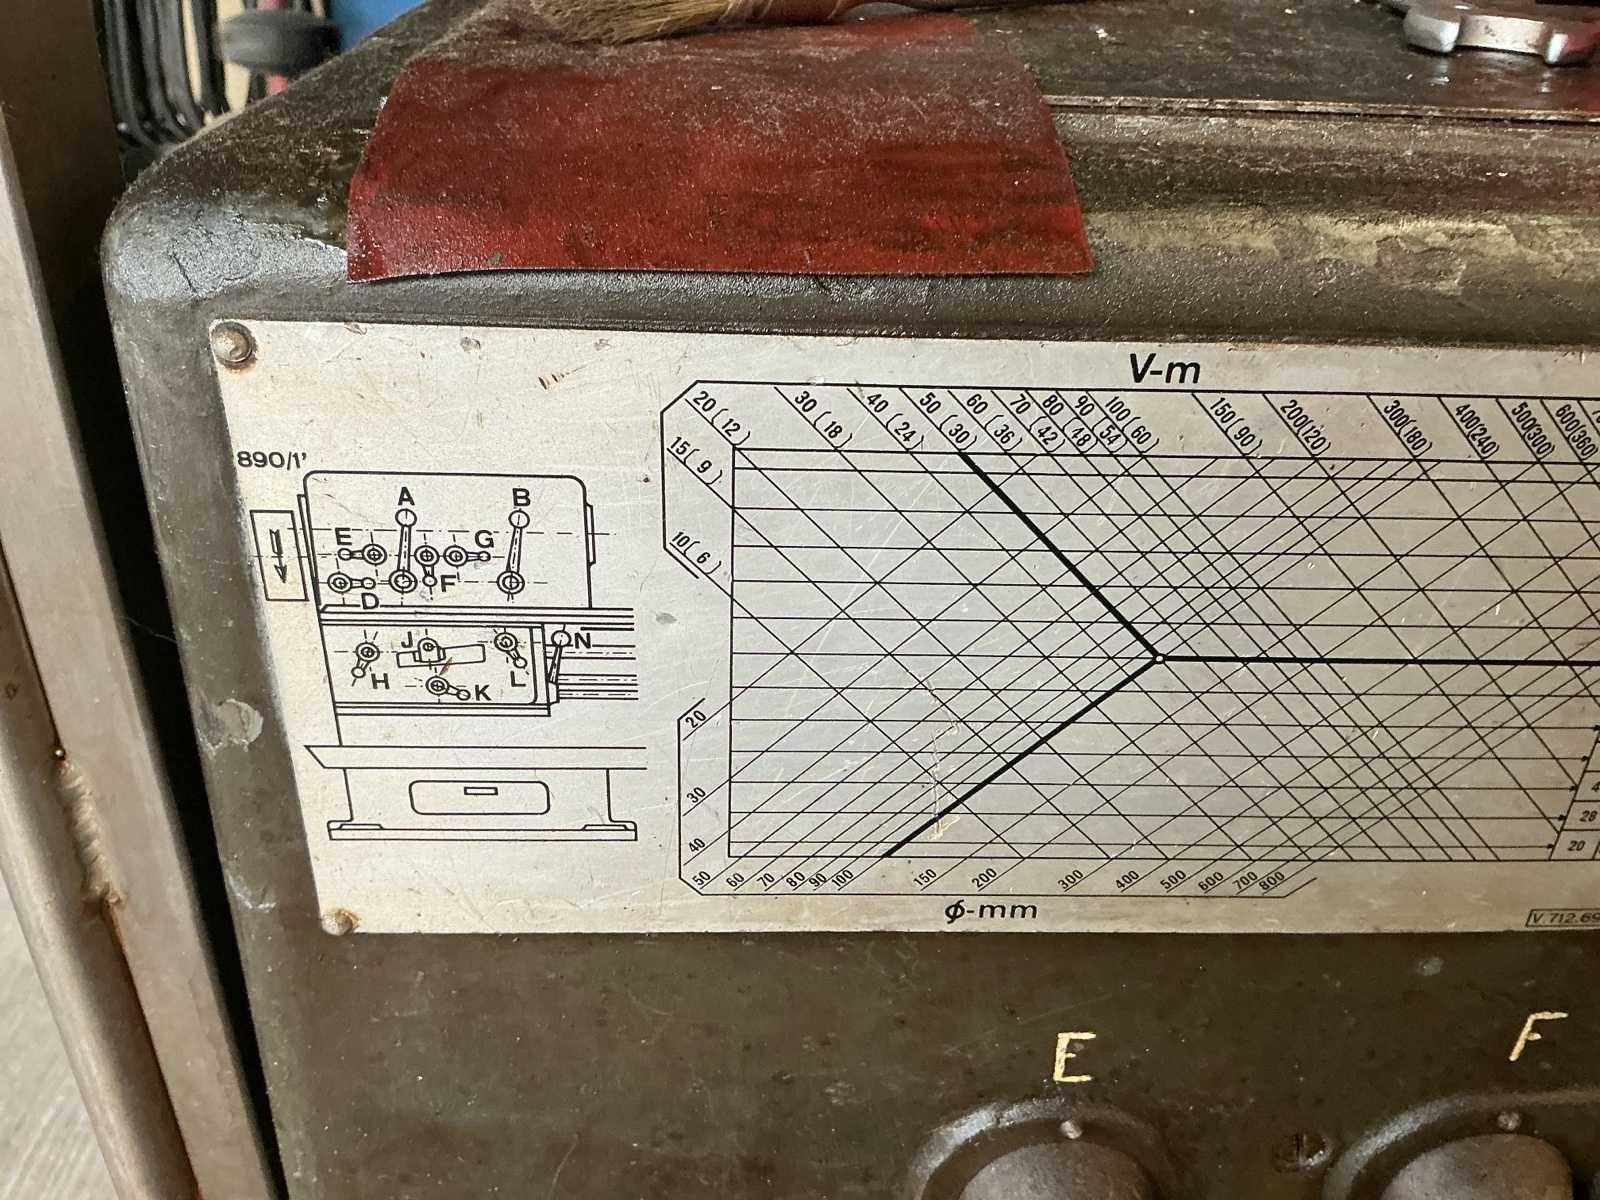 V-m
20(12) 30(18) 40(24) 50(30) 60(36) 70(42) 80(48) 90(54) 100(60) 150(90) 200(120) 300(180) 400(240) 500(300) 600(360)
15(9)
10(6)
890/1'
A B
E G
F
D
J N
H K L
20
30
40
50 60 70 80 90 100 150 200 300 400 500 600 700 800
28
20
ϕ-mm
E F